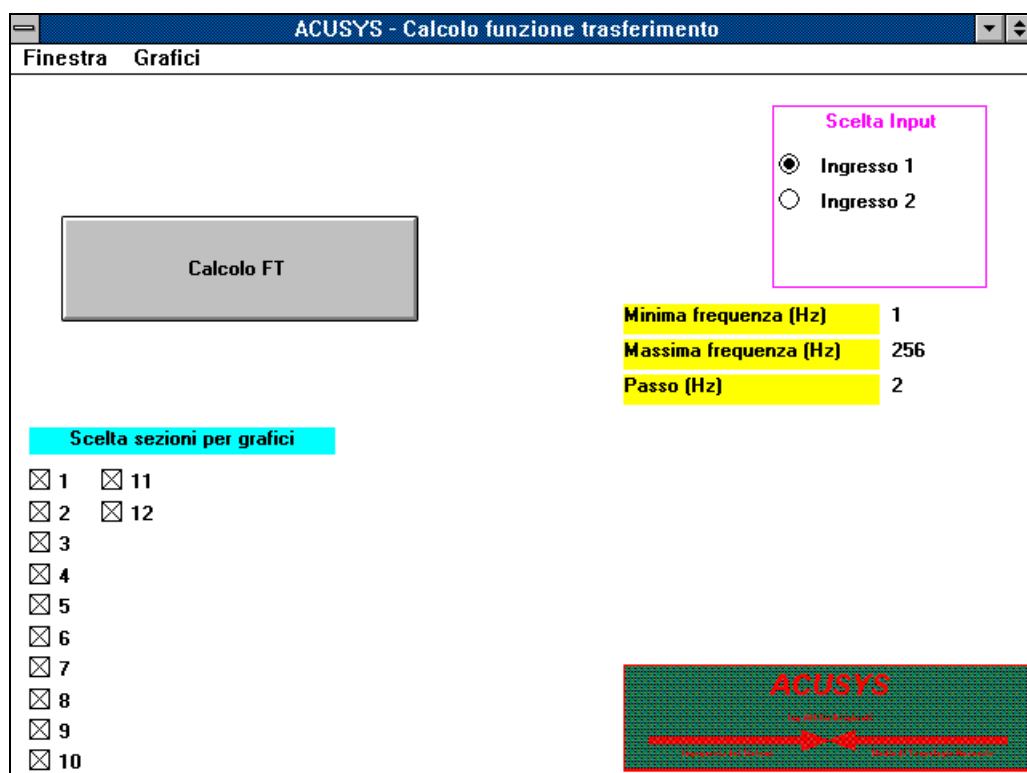 ACUSYS - Calcolo funzione trasferimento
Finestra Grafici
Scelta Input
Ingresso 1
Ingresso 2
Calcolo FT
Minima frequenza (Hz) 1
Massima frequenza (Hz) 256
Passo (Hz) 2
Scelta sezioni per grafici
1 11
2 12
3
4
5
6
7
8
9
10
ACUSYS